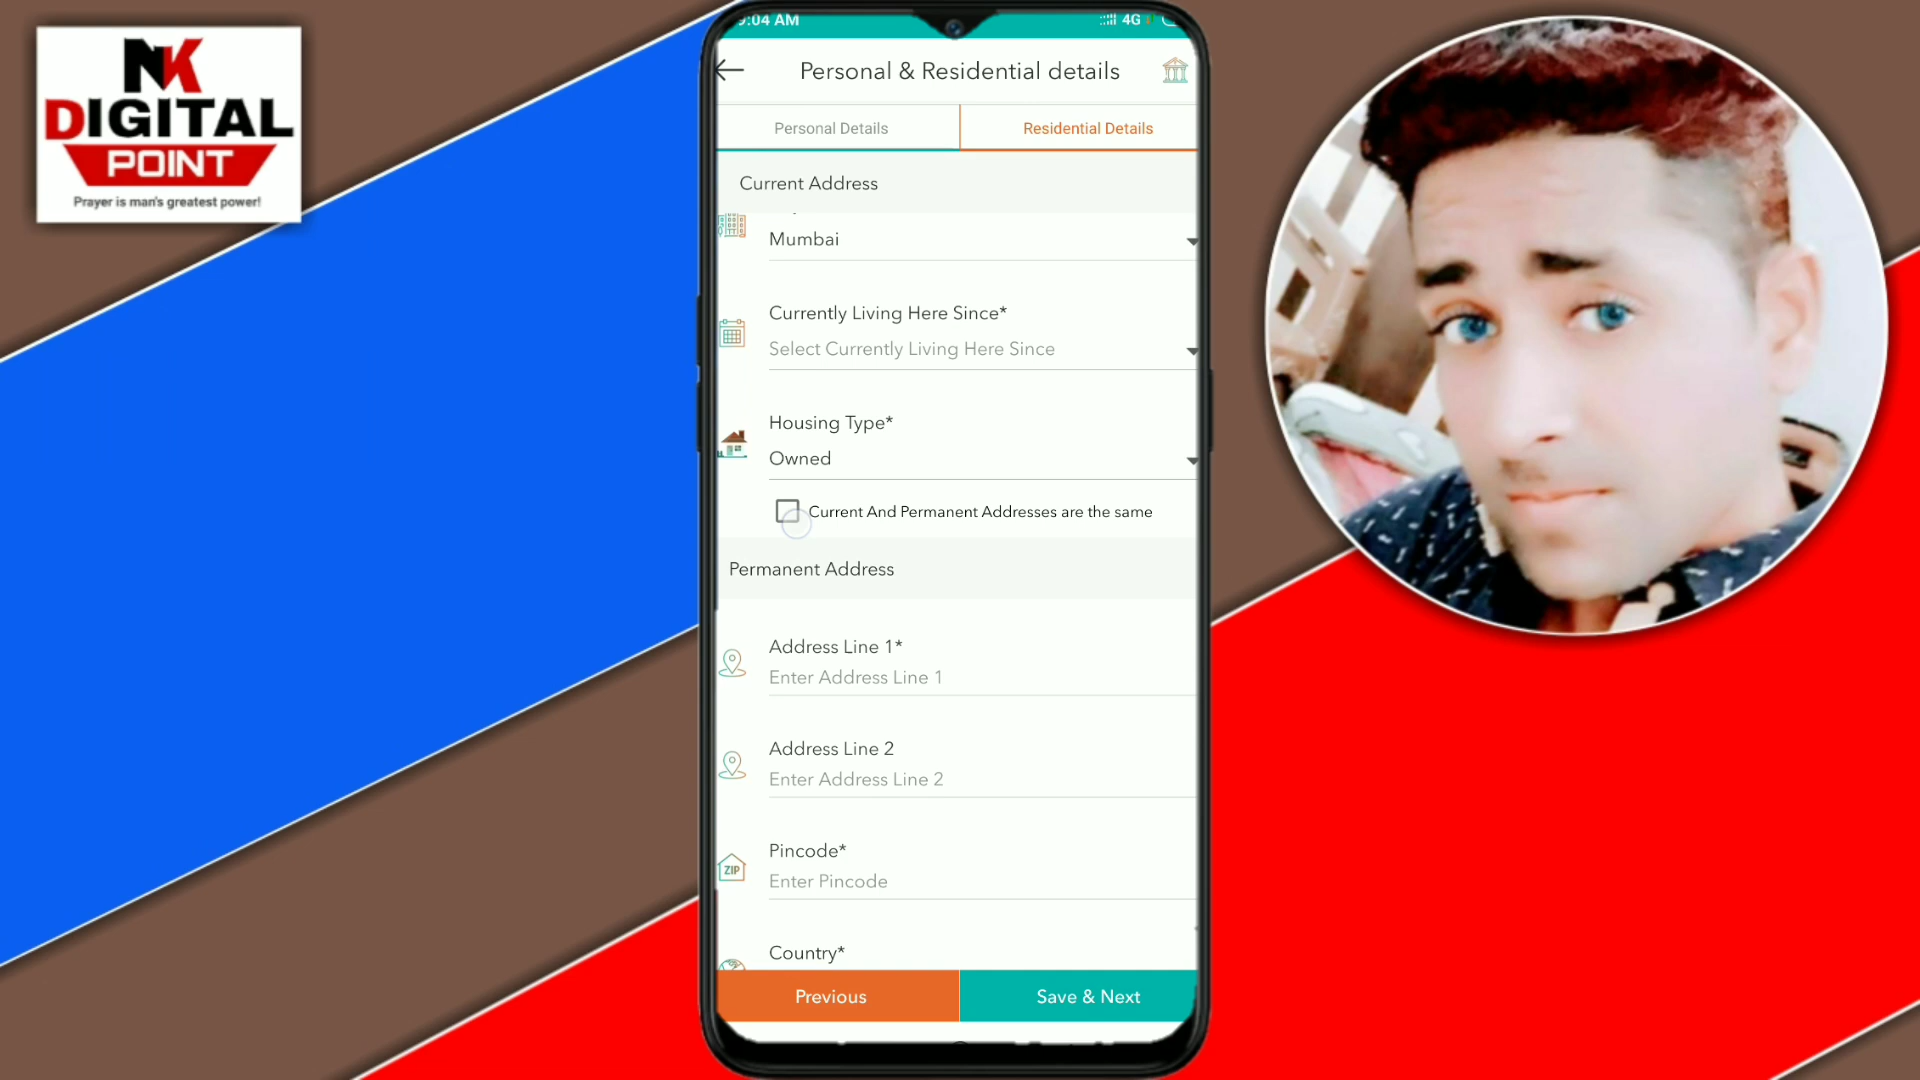 NK
DIGITAL
POINT
Prayer is man's greatest power!
9:04 AM
4G
Personal & Residential details
Personal Details
Residential Details
Current Address
Mumbai
Currently Living Here Since*
Select Currently Living Here Since
Housing Type*
Owned
Current And Permanent Addresses are the same
Permanent Address
Address Line 1*
Enter Address Line 1
Address Line 2
Enter Address Line 2
Pincode*
ZIP
Enter Pincode
Country*
Previous
Save & Next